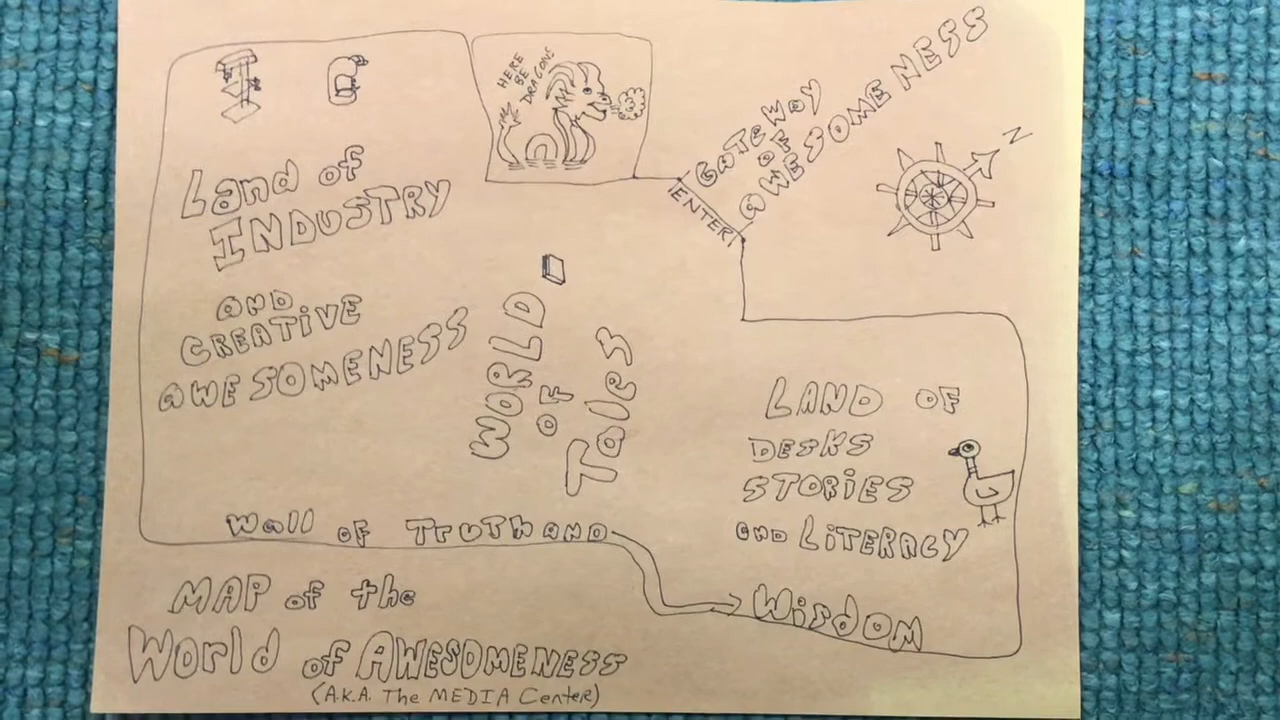 HERE
BE
DRAGONS
GaTeWay
OF
aWESOMENESS
N
ENTER!
Land of
INDUSTRY
AND
CREATiVE
aWESOMENESS
WORLD
OF
Tales
LAND OF
DESKS
STORiES
and LiTERACY
Wall OF TRUTH AND
WisdOM
MAP of the
World of AWESOMENESS
(A.K.A. The MEDIA Center)